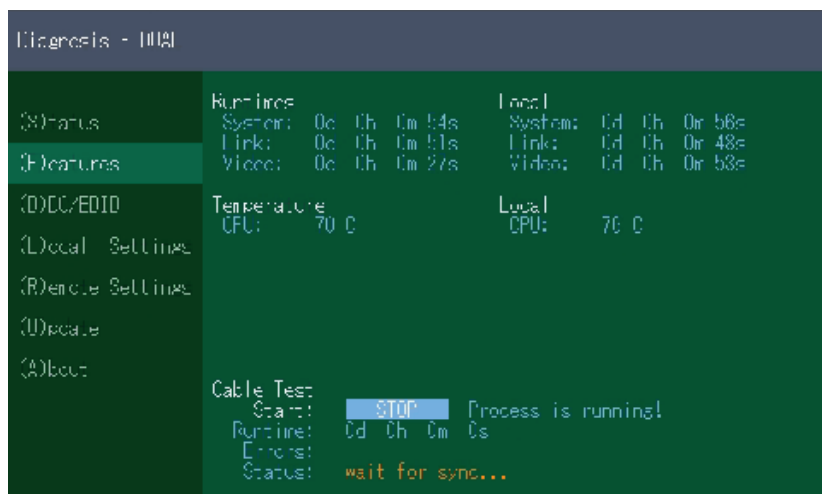 Diagnosis - DUAL
(S)tatus
(F)eatures
(D)DC/EDID
(L)ocal Settings
(R)emote Settings
(U)pdate
(A)bout
Runtimes Local
System: 0d 0h 0m 54s System: 0d 0h 0m 56s
Link: 0d 0h 0m 51s Link: 0d 0h 0m 48s
Video: 0d 0h 0m 27s Video: 0d 0h 0m 53s
Temperature Local
CPU: 70 C CPU: C
Cable Test
Start: STOP Process is running!
Runtime: 0d 0h 0m 0s
Errors:
Status: wait for sync...